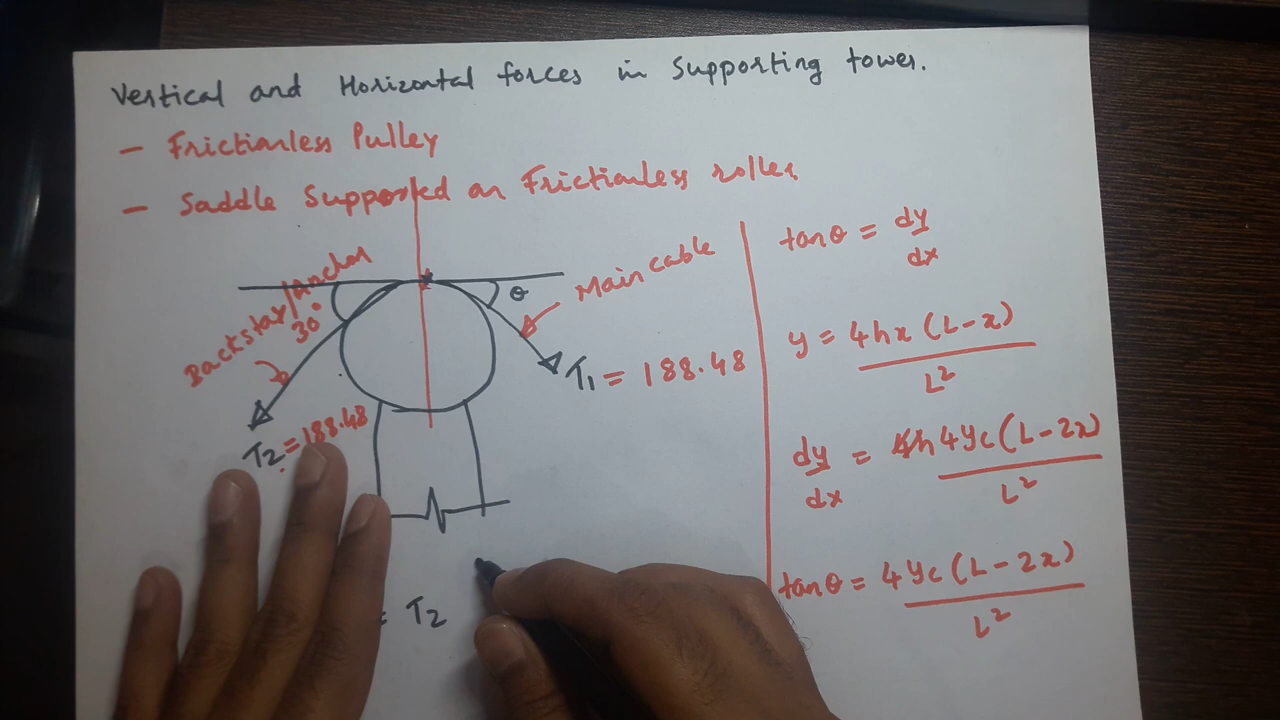 Vertical and Horizontal forces in Supporting tower.
— Frictionless Pulley
— Saddle Supported on Frictionless roller.
Backstay/Anchor
30°
θ
Main cable
T1 = 188.48
T2 = 188.48
= T2
tanθ = dy/dx
y = 4hx (L-x) / L²
dy/dx = 4yc (L-2x) / L²
tanθ = 4yc (L-2x) / L²